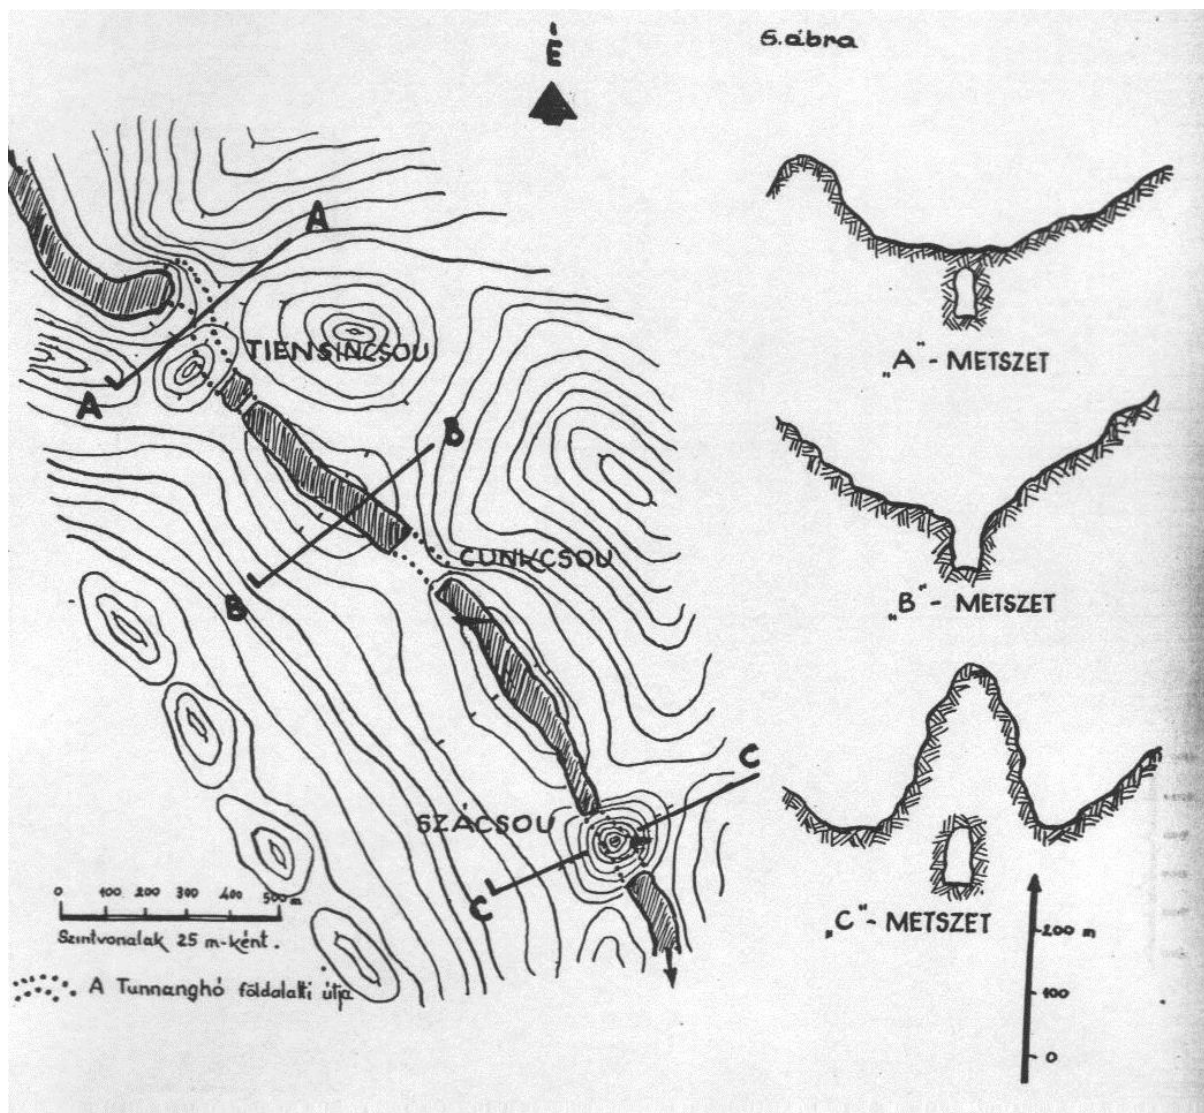 É
5.ábra
A
A
TIENSINCSOU
„A" - METSZET
B
B
CUNKCSOU
„B" - METSZET
SZÁCSOU
C
C
„C" - METSZET
0 100 200 300 400 500 m
Szintvonalak 25 m-ként.
A Tunnanghó földalatti útja
200 m
100
0